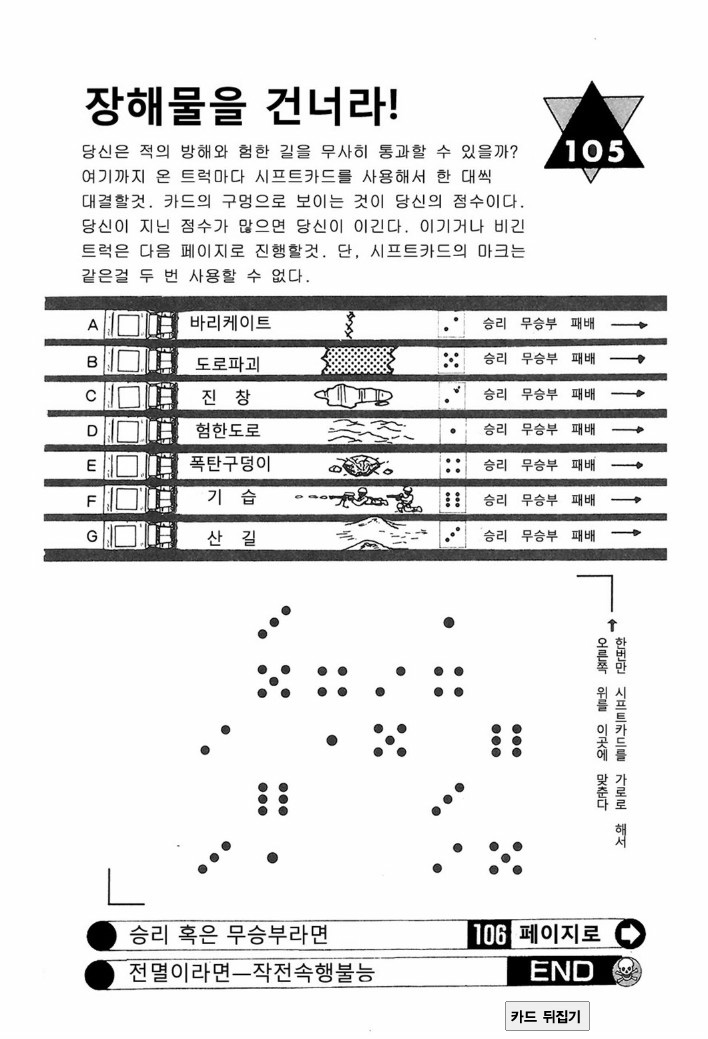 장해물을 건너라!
105
당신은 적의 방해와 험한 길을 무사히 통과할 수 있을까?
여기까지 온 트럭마다 시프트카드를 사용해서 한 대씩
대결할것. 카드의 구멍으로 보이는 것이 당신의 점수이다.
당신이 지닌 점수가 많으면 당신이 이긴다. 이기거나 비긴
트럭은 다음 페이지로 진행할것. 단, 시프트카드의 마크는
같은걸 두 번 사용할 수 없다.
A 바리케이트 승리 무승부 패배
B 도로파괴 승리 무승부 패배
C 진 창 승리 무승부 패배
D 험한도로 승리 무승부 패배
E 폭탄구덩이 승리 무승부 패배
F 기 습 승리 무승부 패배
G 산 길 승리 무승부 패배
한번만 시프트카드를 가로로 해서
오른쪽 위를 이곳에 맞춘다
승리 혹은 무승부라면 106 페이지로
전멸이라면—작전속행불능 END
카드 뒤집기